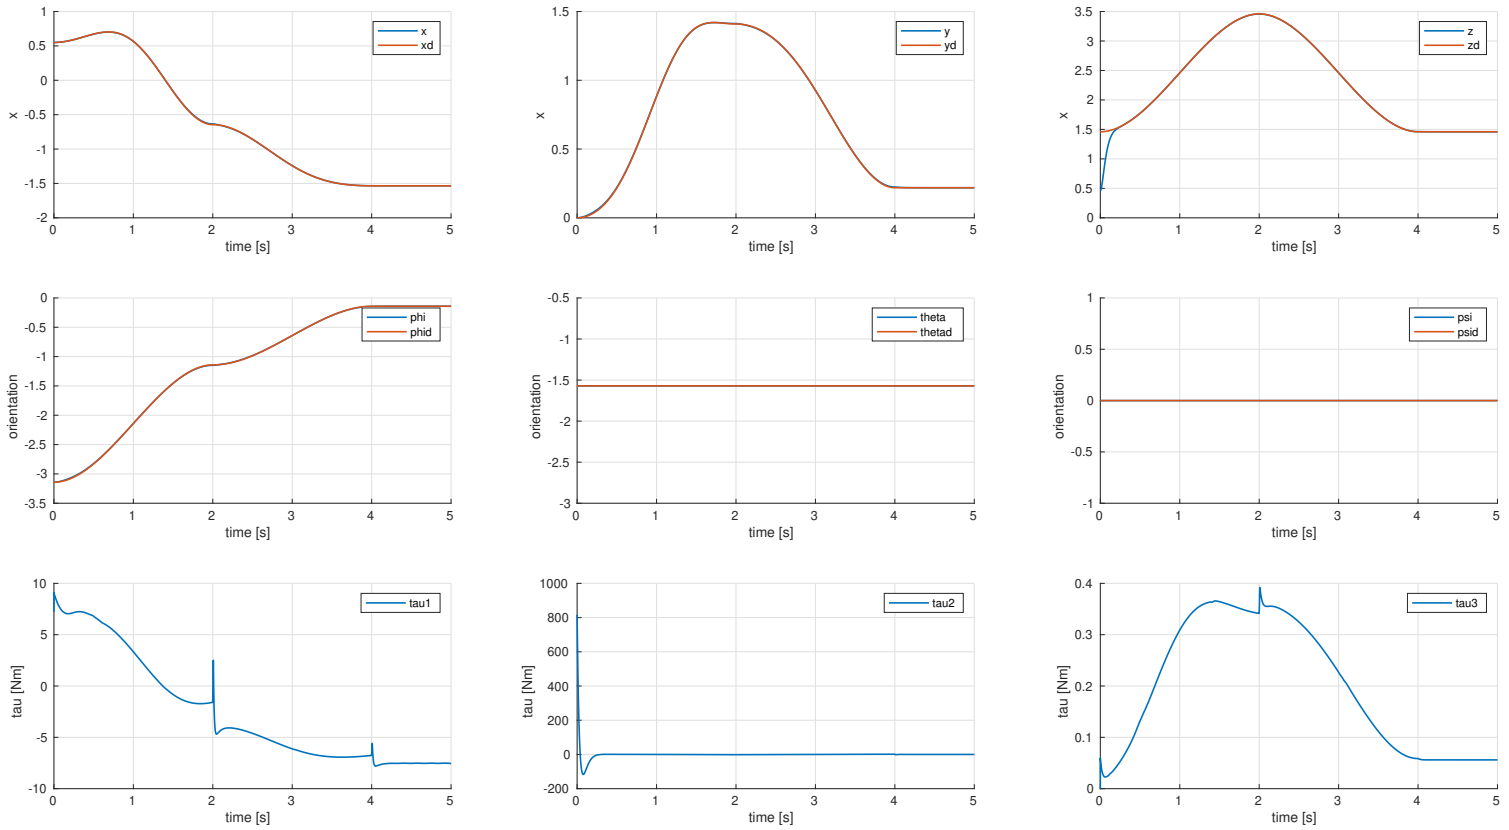 1
0.5
0
-0.5
-1
-1.5
-2
x
x
xd
0 1 2 3 4 5
time [s]
1.5
1
0.5
0
x
y
yd
0 1 2 3 4 5
time [s]
3.5
3
2.5
2
1.5
1
0.5
0
x
z
zd
0 1 2 3 4 5
time [s]
0
-0.5
-1
-1.5
-2
-2.5
-3
-3.5
orientation
phi
phid
0 1 2 3 4 5
time [s]
-0.5
-1
-1.5
-2
-2.5
-3
orientation
theta
thetad
0 1 2 3 4 5
time [s]
1
0.5
0
-0.5
-1
orientation
psi
psid
0 1 2 3 4 5
time [s]
10
5
0
-5
-10
tau [Nm]
tau1
0 1 2 3 4 5
time [s]
1000
800
600
400
200
0
-200
tau [Nm]
tau2
0 1 2 3 4 5
time [s]
0.4
0.3
0.2
0.1
0
tau [Nm]
tau3
0 1 2 3 4 5
time [s]